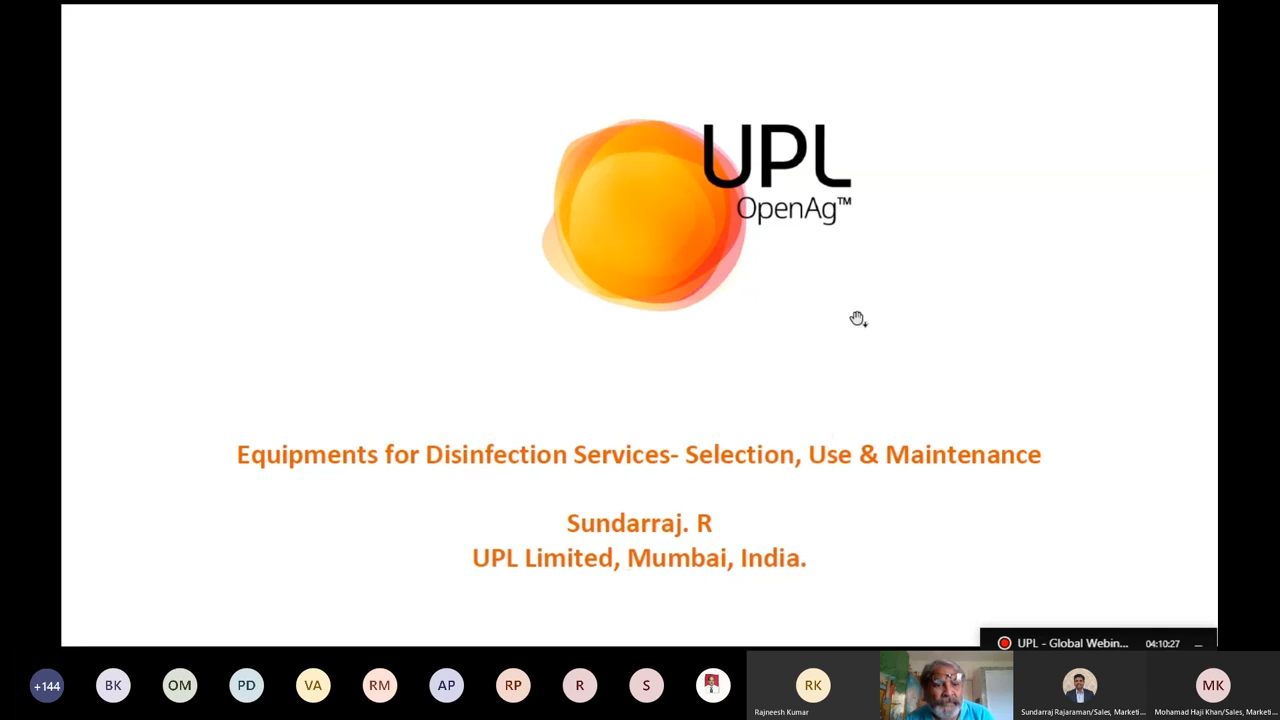 UPL
OpenAg™
Equipments for Disinfection Services- Selection, Use & Maintenance
Sundarraj. R
UPL Limited, Mumbai, India.
UPL - Global Webin... 04:10:27
+144 BK OM PD VA RM AP RP R S RK MK
Rajneesh Kumar
Sundarraj Rajaraman/Sales, Marketi...
Mohamad Haji Khan/Sales, Marketi...